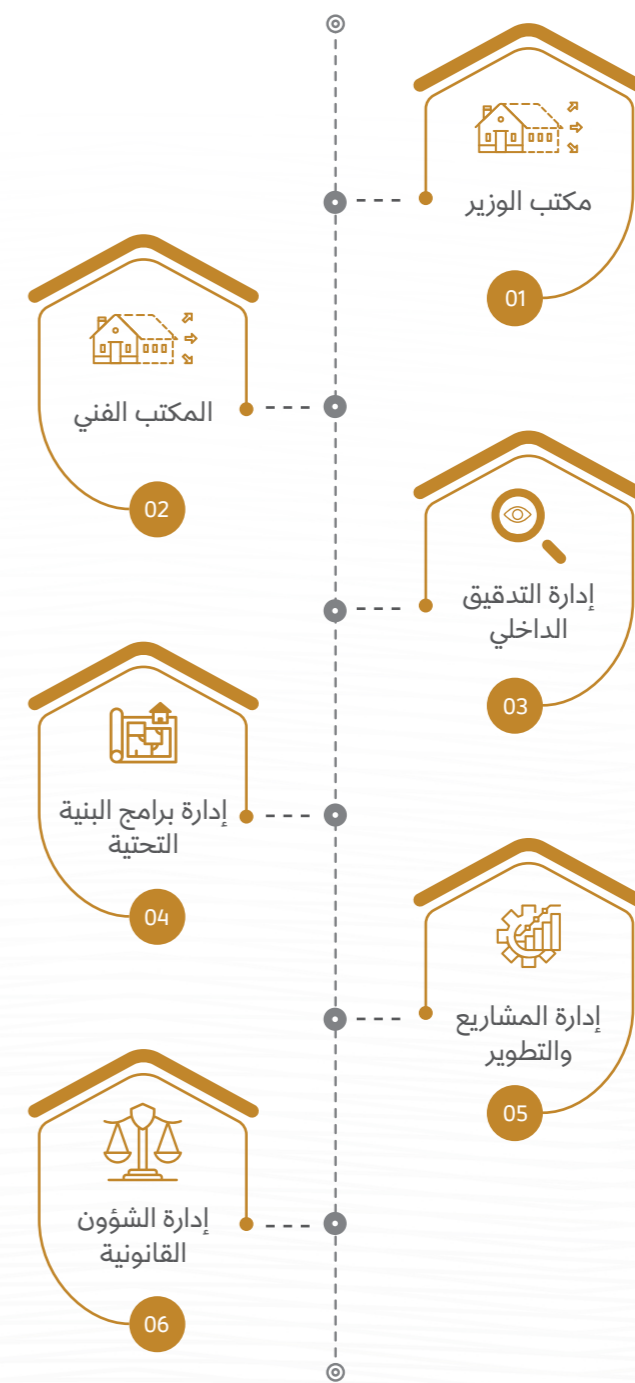 مكتب الوزير
01
المكتب الفني
02
إدارة التدقيق
الداخلي
03
إدارة برامج البنية
التحتية
04
إدارة المشاريع
والتطوير
05
إدارة الشؤون
القانونية
06